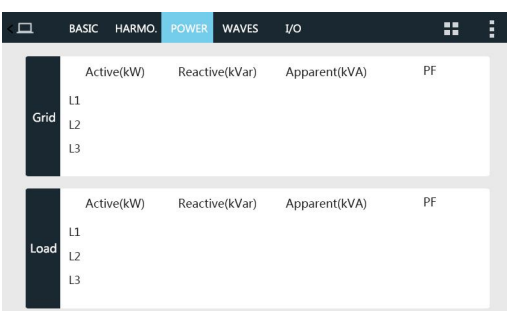 BASIC HARMO. POWER WAVES I/O
Active(kW) Reactive(kVar) Apparent(kVA) PF
Grid
L1
L2
L3
Active(kW) Reactive(kVar) Apparent(kVA) PF
Load
L1
L2
L3